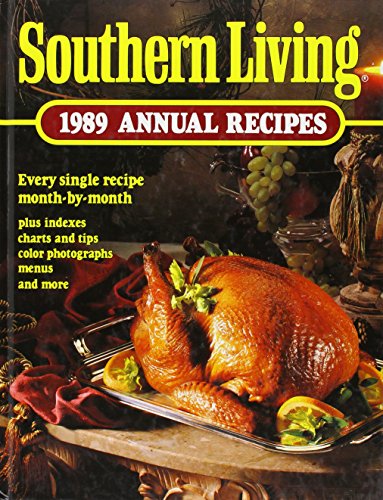 Southern Living®
1989 ANNUAL RECIPES
Every single recipe
month-by-month
plus indexes
charts and tips
color photographs
menus
and more